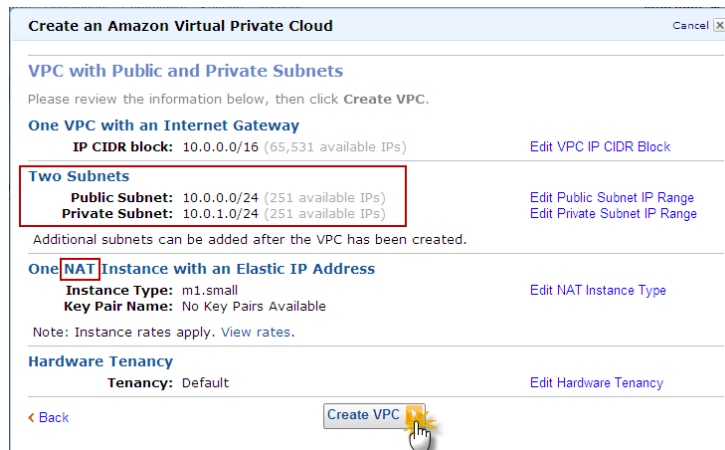 Create an Amazon Virtual Private Cloud Cancel X
VPC with Public and Private Subnets
Please review the information below, then click Create VPC.
One VPC with an Internet Gateway
IP CIDR block: 10.0.0.0/16 (65,531 available IPs) Edit VPC IP CIDR Block
Two Subnets
Public Subnet: 10.0.0.0/24 (251 available IPs) Edit Public Subnet IP Range
Private Subnet: 10.0.1.0/24 (251 available IPs) Edit Private Subnet IP Range
Additional subnets can be added after the VPC has been created.
One NAT Instance with an Elastic IP Address
Instance Type: m1.small Edit NAT Instance Type
Key Pair Name: No Key Pairs Available
Note: Instance rates apply. View rates.
Hardware Tenancy
Tenancy: Default Edit Hardware Tenancy
Back Create VPC